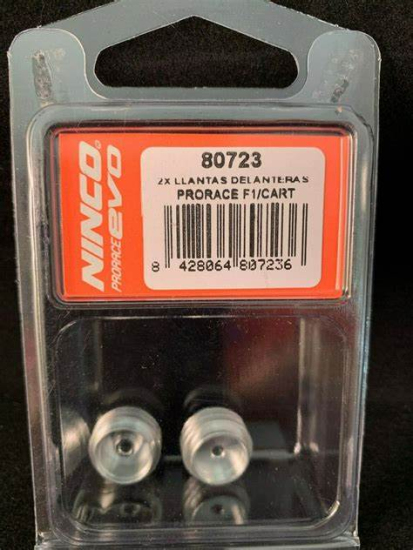 NINCO®
PRORACE evo
80723
2X LLANTAS DELANTERAS
PRORACE F1/CART
8 428064 807236